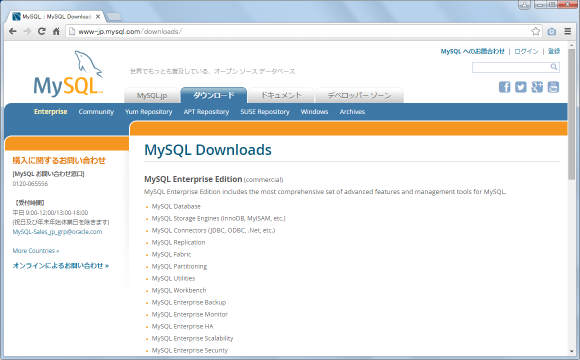 MySQL :: MySQL Downloads
www-jp.mysql.com/downloads/
MySQL へのお問合わせ | ログイン | 登録
MySQL
世界でもっとも普及している、オープン ソース データベース
MySQL.jp ダウンロード ドキュメント デベロッパー ゾーン
Enterprise Community Yum Repository APT Repository SUSE Repository Windows Archives
購入に関するお問い合わせ
[MySQL お問い合わせ窓口]
0120-065556
【受付時間】
平日 9:00-12:00/13:00-18:00
(祝日及び年末年始休業日を除きます)
MySQL-Sales_jp_grp@oracle.com
More Countries »
オンラインによるお問い合わせ »
MySQL Downloads
MySQL Enterprise Edition (commercial)
MySQL Enterprise Edition includes the most comprehensive set of advanced features and management tools for MySQL.
MySQL Database
MySQL Storage Engines (InnoDB, MyISAM, etc.)
MySQL Connectors (JDBC, ODBC, .Net, etc.)
MySQL Replication
MySQL Fabric
MySQL Partitioning
MySQL Utilities
MySQL Workbench
MySQL Enterprise Backup
MySQL Enterprise Monitor
MySQL Enterprise HA
MySQL Enterprise Scalability
MySQL Enterprise Security